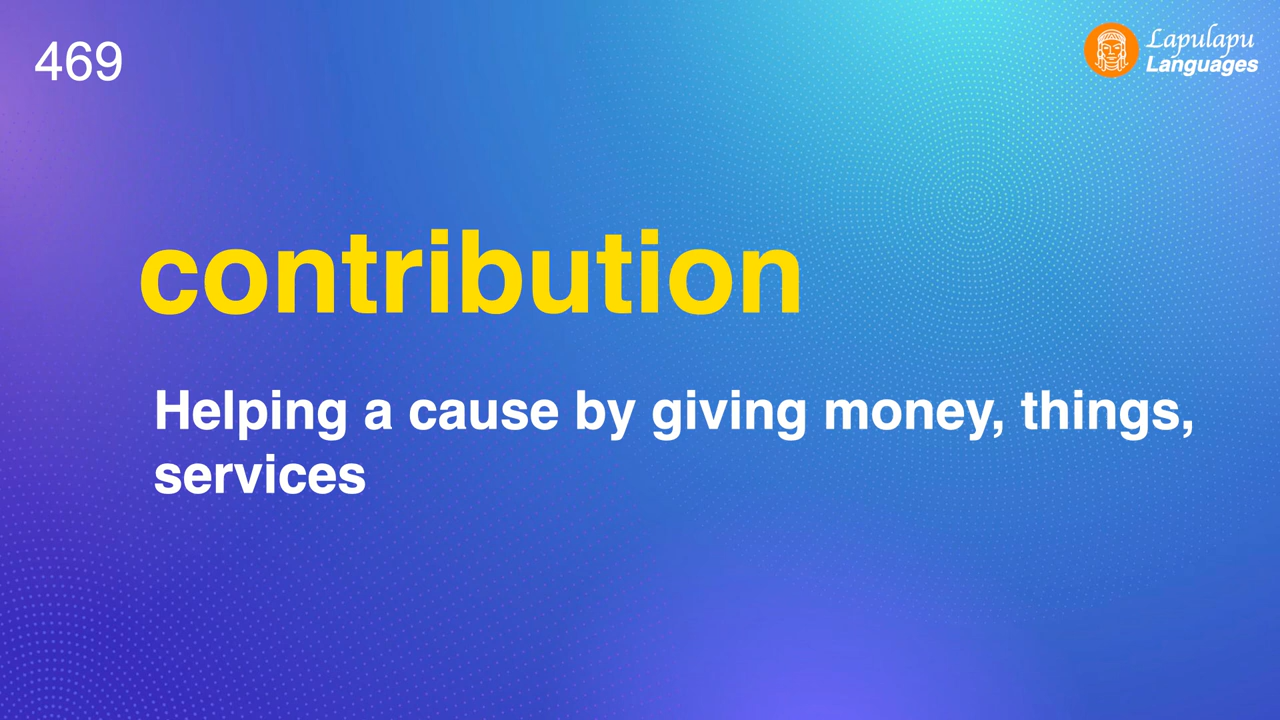 469
Lapulapu
Languages
contribution
Helping a cause by giving money, things,
services